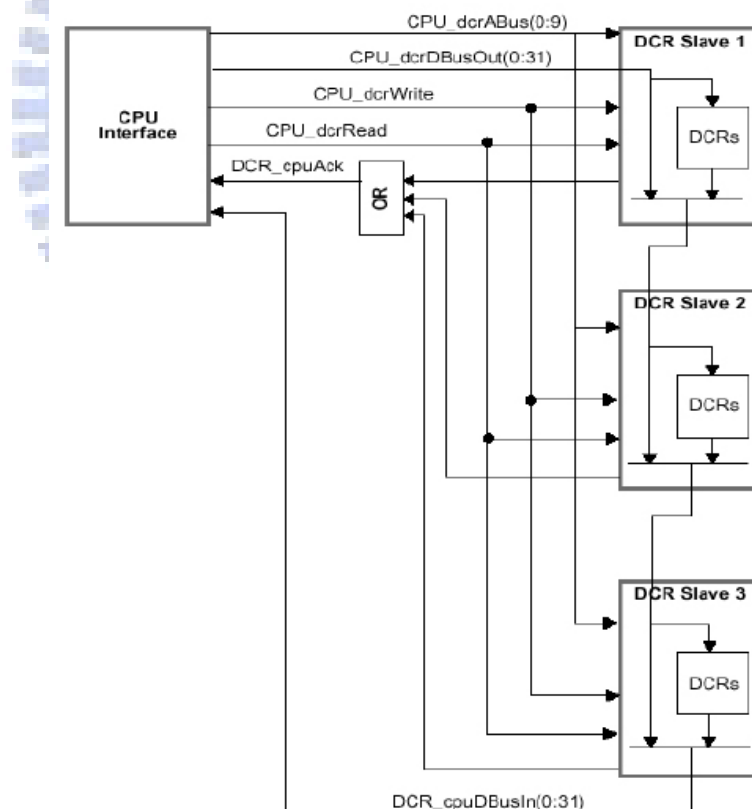 CPU_dcrABus(0:9)
DCR Slave 1
CPU_dcrDBusOut(0:31)
CPU_dcrWrite
CPU
Interface
CPU_dcrRead
DCRs
DCR_cpuAck
OR
DCR Slave 2
DCRs
DCR Slave 3
DCRs
DCR_cpuDBusIn(0:31)